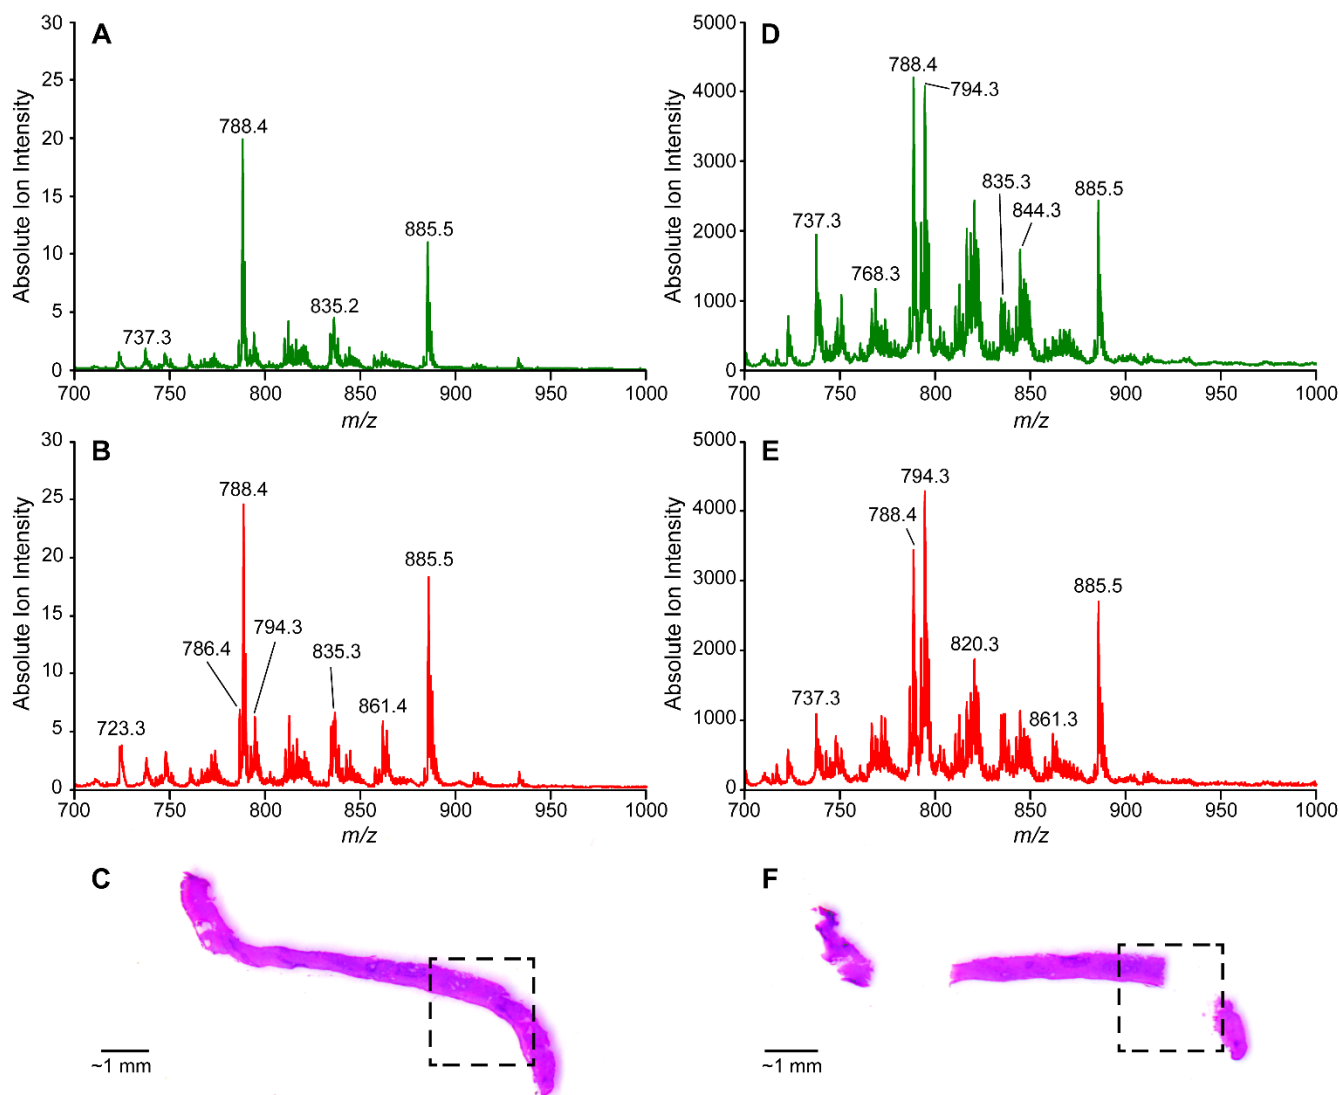 A
Absolute Ion Intensity
30
25
20
15
10
5
0
788.4
885.5
835.2
737.3
700 750 800 850 900 950 1000
m/z
D
Absolute Ion Intensity
5000
4000
3000
2000
1000
0
788.4
794.3
835.3
885.5
737.3
844.3
768.3
700 750 800 850 900 950 1000
m/z
B
Absolute Ion Intensity
30
25
20
15
10
5
0
788.4
885.5
794.3
786.4
835.3
861.4
723.3
700 750 800 850 900 950 1000
m/z
E
Absolute Ion Intensity
5000
4000
3000
2000
1000
0
794.3
788.4
885.5
820.3
737.3
861.3
700 750 800 850 900 950 1000
m/z
C
~1 mm
F
~1 mm